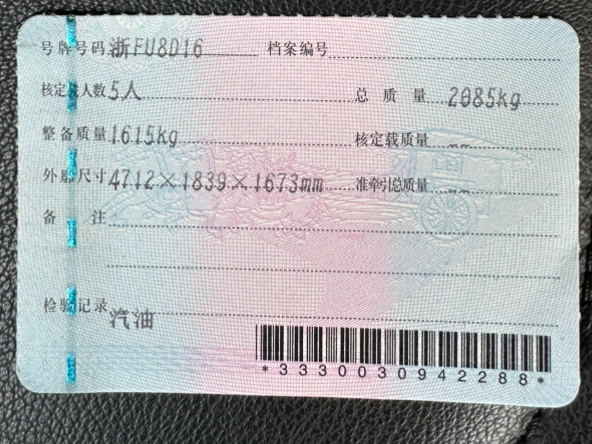 号牌号码 浙FU8D16 档案编号
核定载人数 5人 总质量 2085kg
整备质量 1615kg 核定载质量 --
外廓尺寸 4712×1839×1673mm 准牵引总质量 --
备注
检验记录 汽油
*3330030942288*